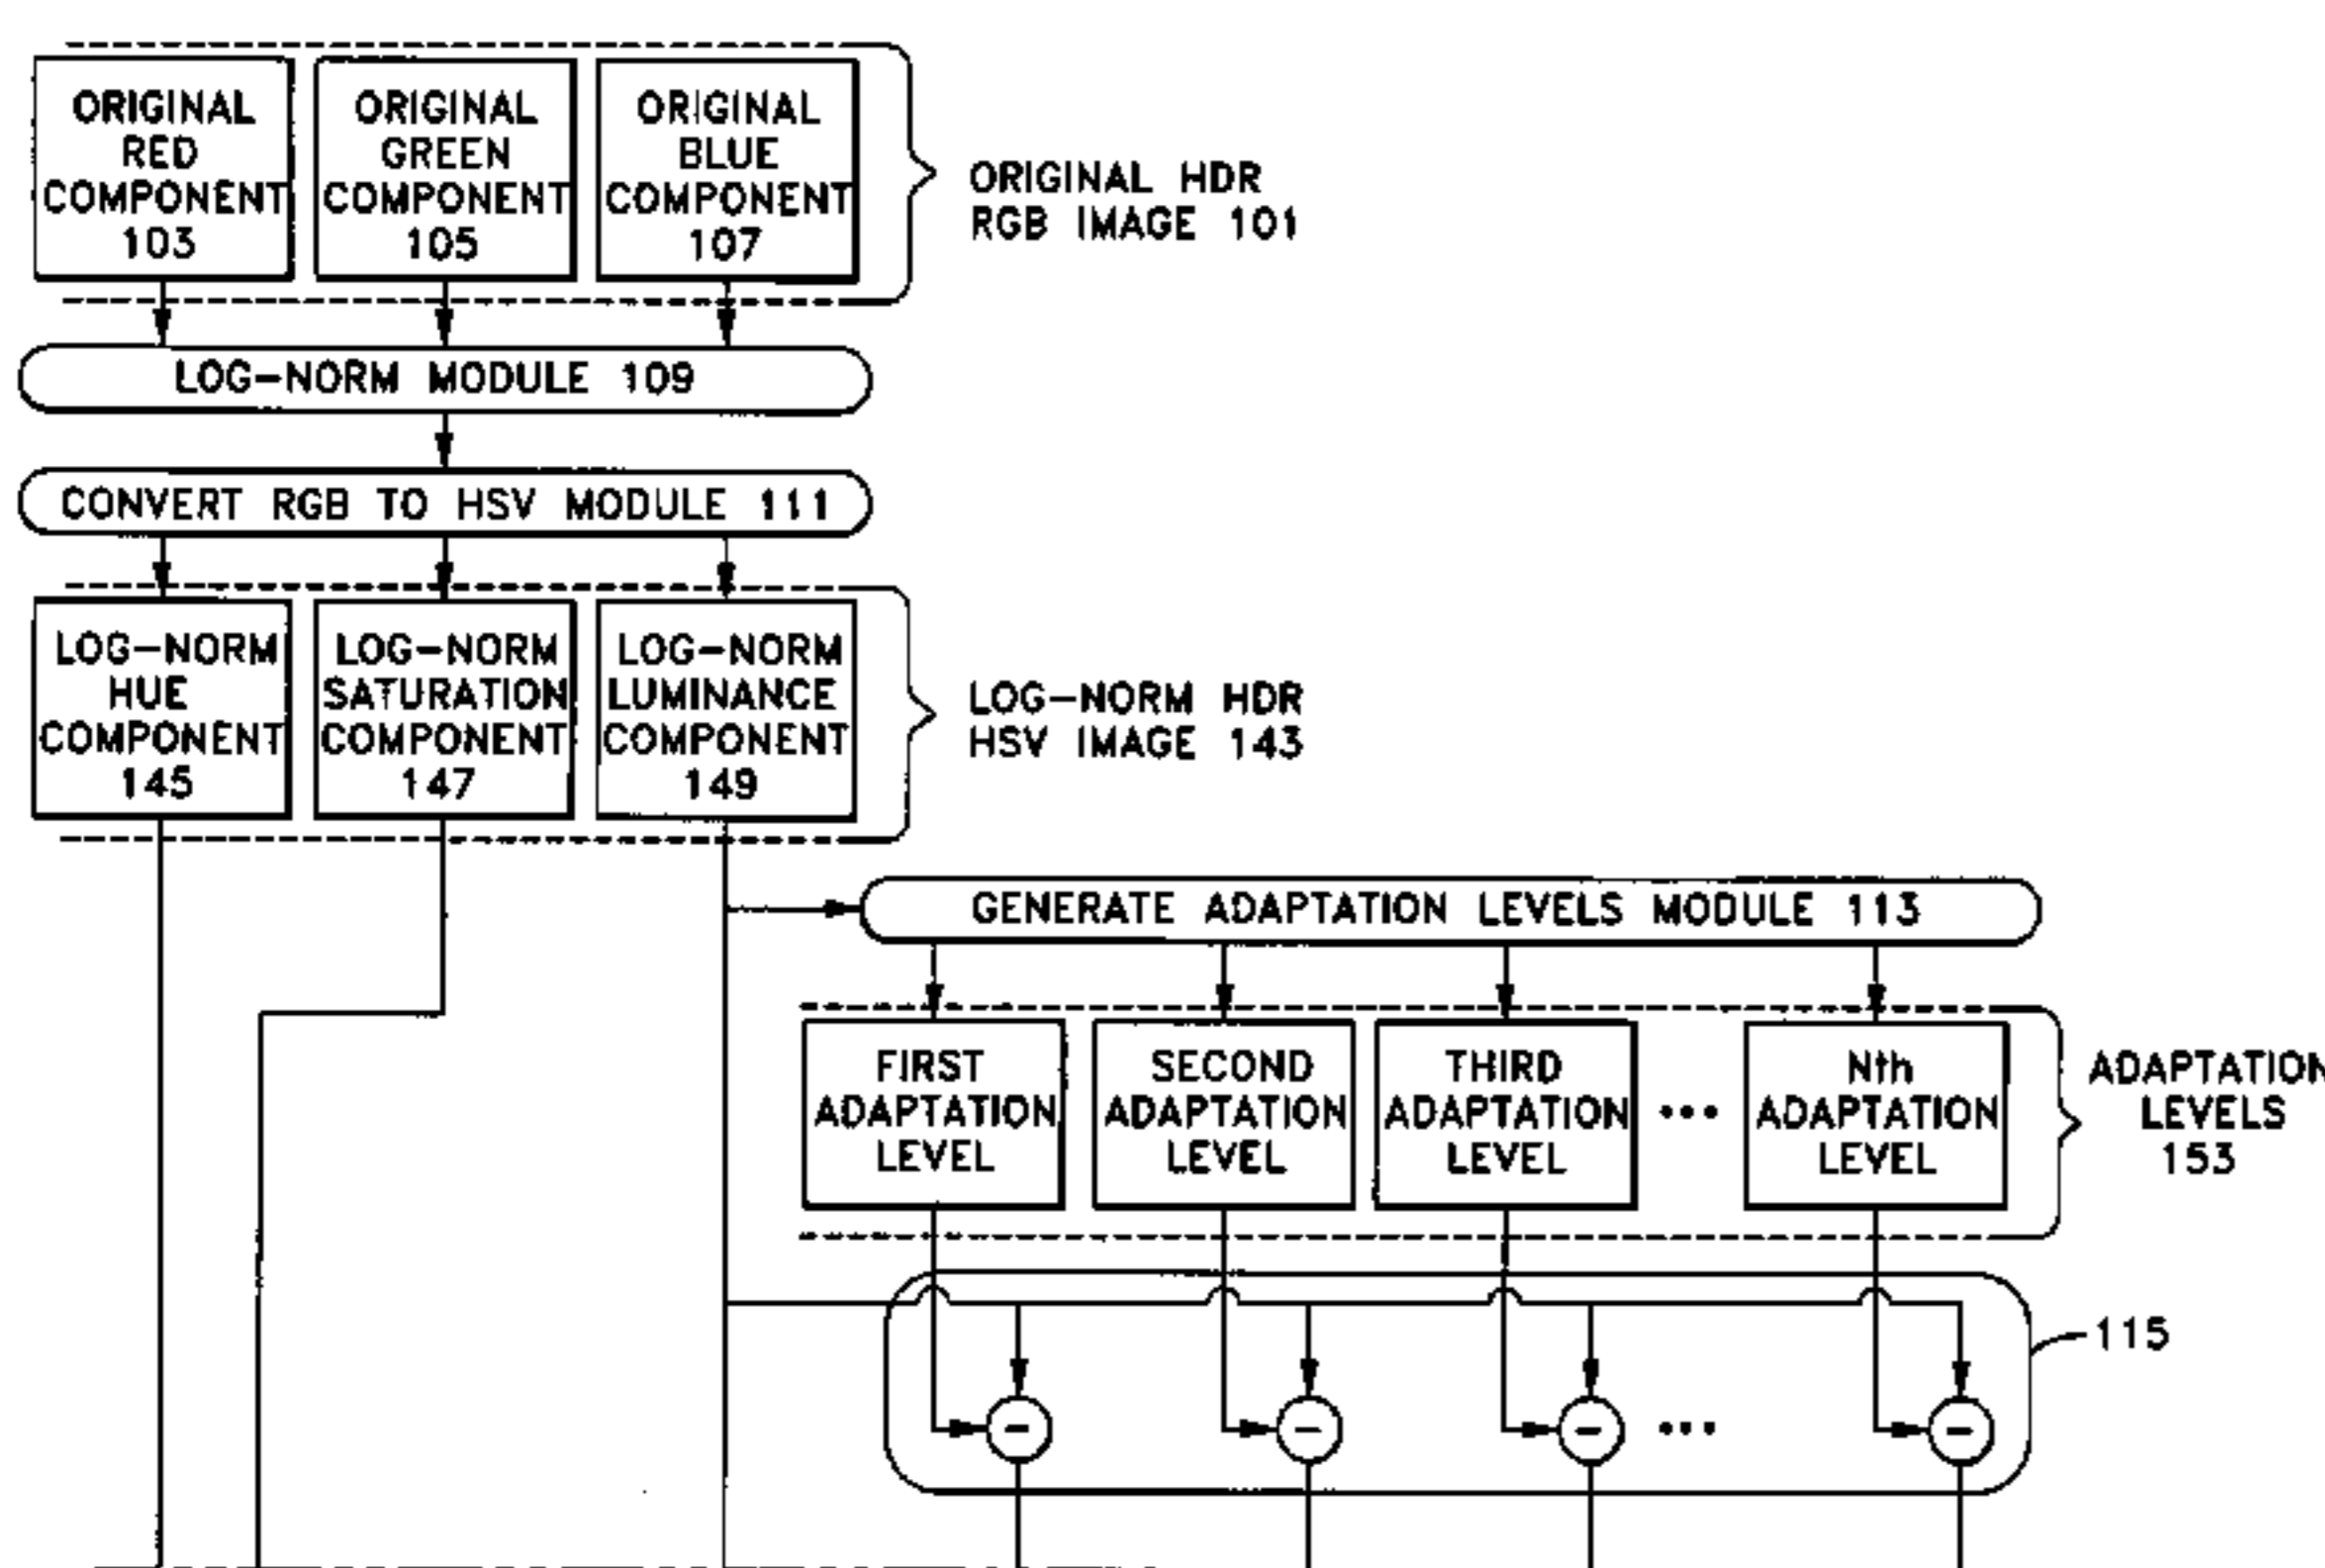 ORIGINAL
RED
COMPONENT
103
ORIGINAL
GREEN
COMPONENT
105
ORIGINAL
BLUE
COMPONENT
107
ORIGINAL HDR
RGB IMAGE 101
LOG-NORM MODULE 109
CONVERT RGB TO HSV MODULE 111
LOG-NORM
HUE
COMPONENT
145
LOG-NORM
SATURATION
COMPONENT
147
LOG-NORM
LUMINANCE
COMPONENT
149
LOG-NORM HDR
HSV IMAGE 143
GENERATE ADAPTATION LEVELS MODULE 113
FIRST
ADAPTATION
LEVEL
SECOND
ADAPTATION
LEVEL
THIRD
ADAPTATION
LEVEL
•••
Nth
ADAPTATION
LEVEL
ADAPTATION
LEVELS
153
115
–
–
–
•••
–